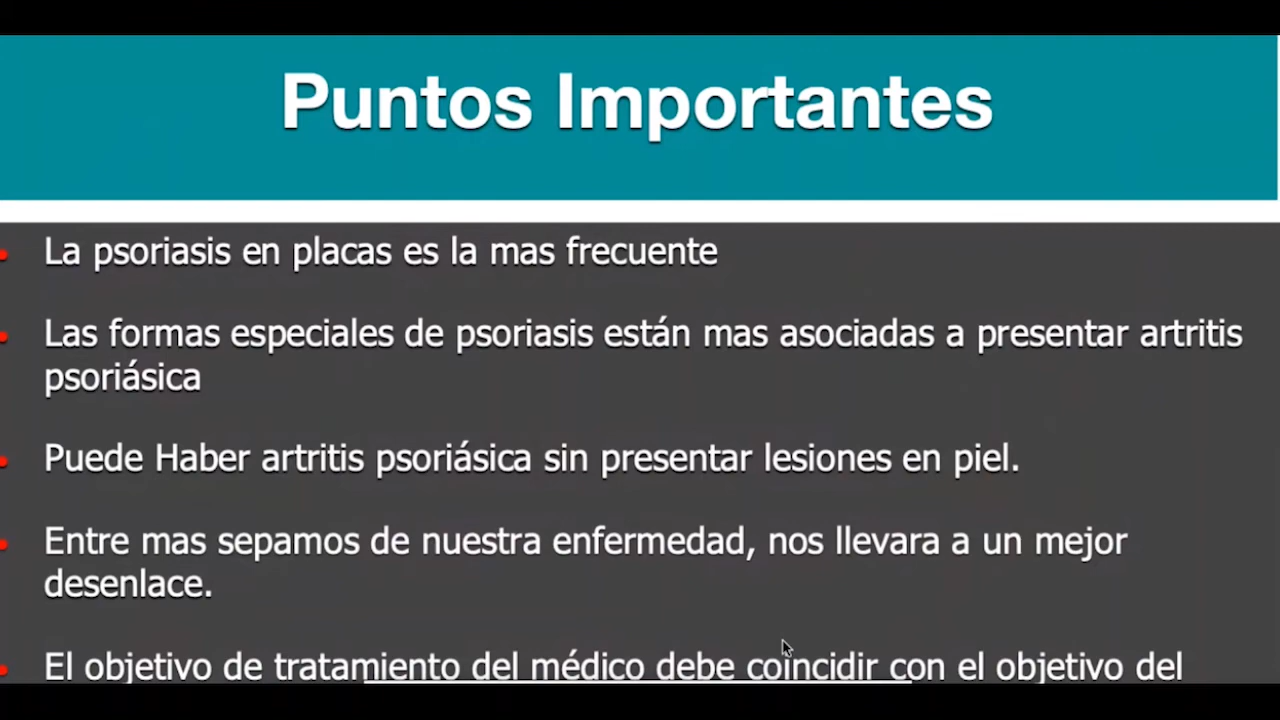 Puntos Importantes
La psoriasis en placas es la mas frecuente
Las formas especiales de psoriasis están mas asociadas a presentar artritis
psoriásica
Puede Haber artritis psoriásica sin presentar lesiones en piel.
Entre mas sepamos de nuestra enfermedad, nos llevara a un mejor
desenlace.
El objetivo de tratamiento del médico debe coincidir con el objetivo del